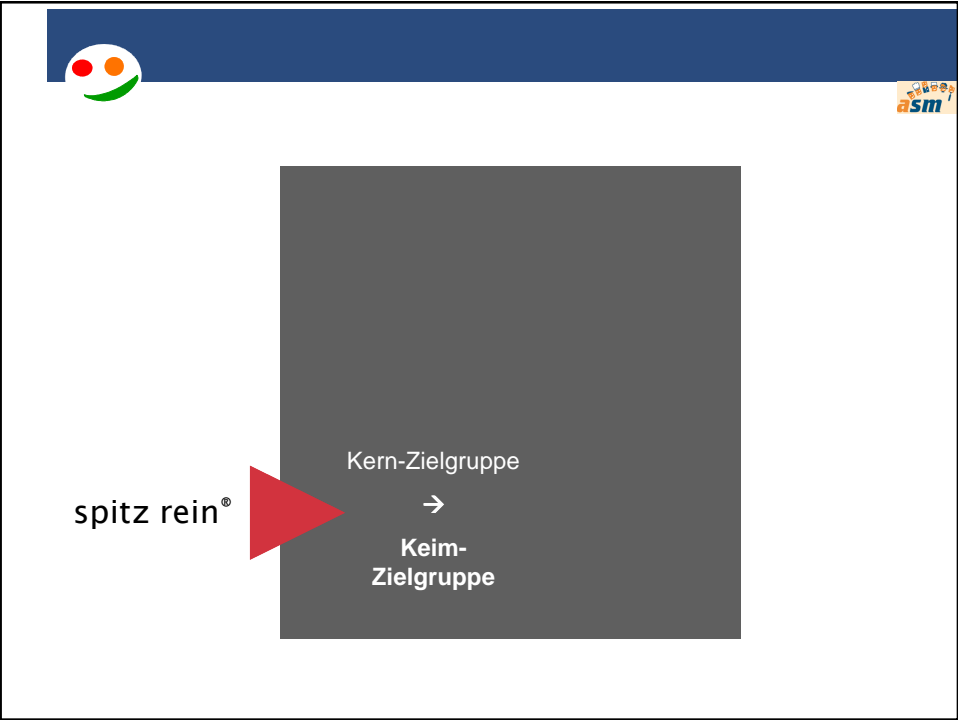 asm
Kern-Zielgruppe
spitz rein®
→
Keim-
Zielgruppe